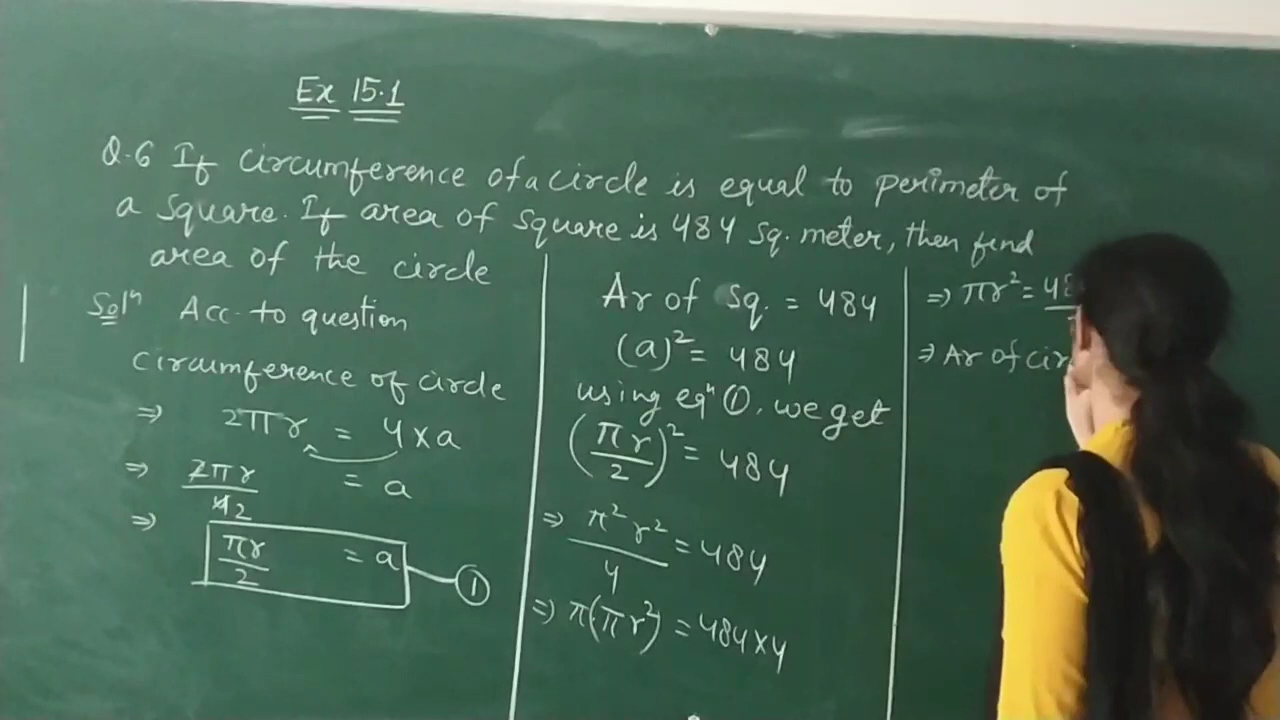 Ex 15.1
Q.6 If circumference of a circle is equal to perimeter of
a square. If area of square is 484 sq. meter, then find
area of the circle
Solⁿ Acc. to question
circumference of circle
⇒ 2πr = 4×a
⇒ 2πr/42 = a
⇒ πr/2 = a ①
Ar of sq. = 484
(a)² = 484
using eqⁿ ①, we get
(πr/2)² = 484
⇒ π²r²/4 = 484
⇒ π(πr²) = 484×4
⇒ πr² = 48
⇒ Ar of cir